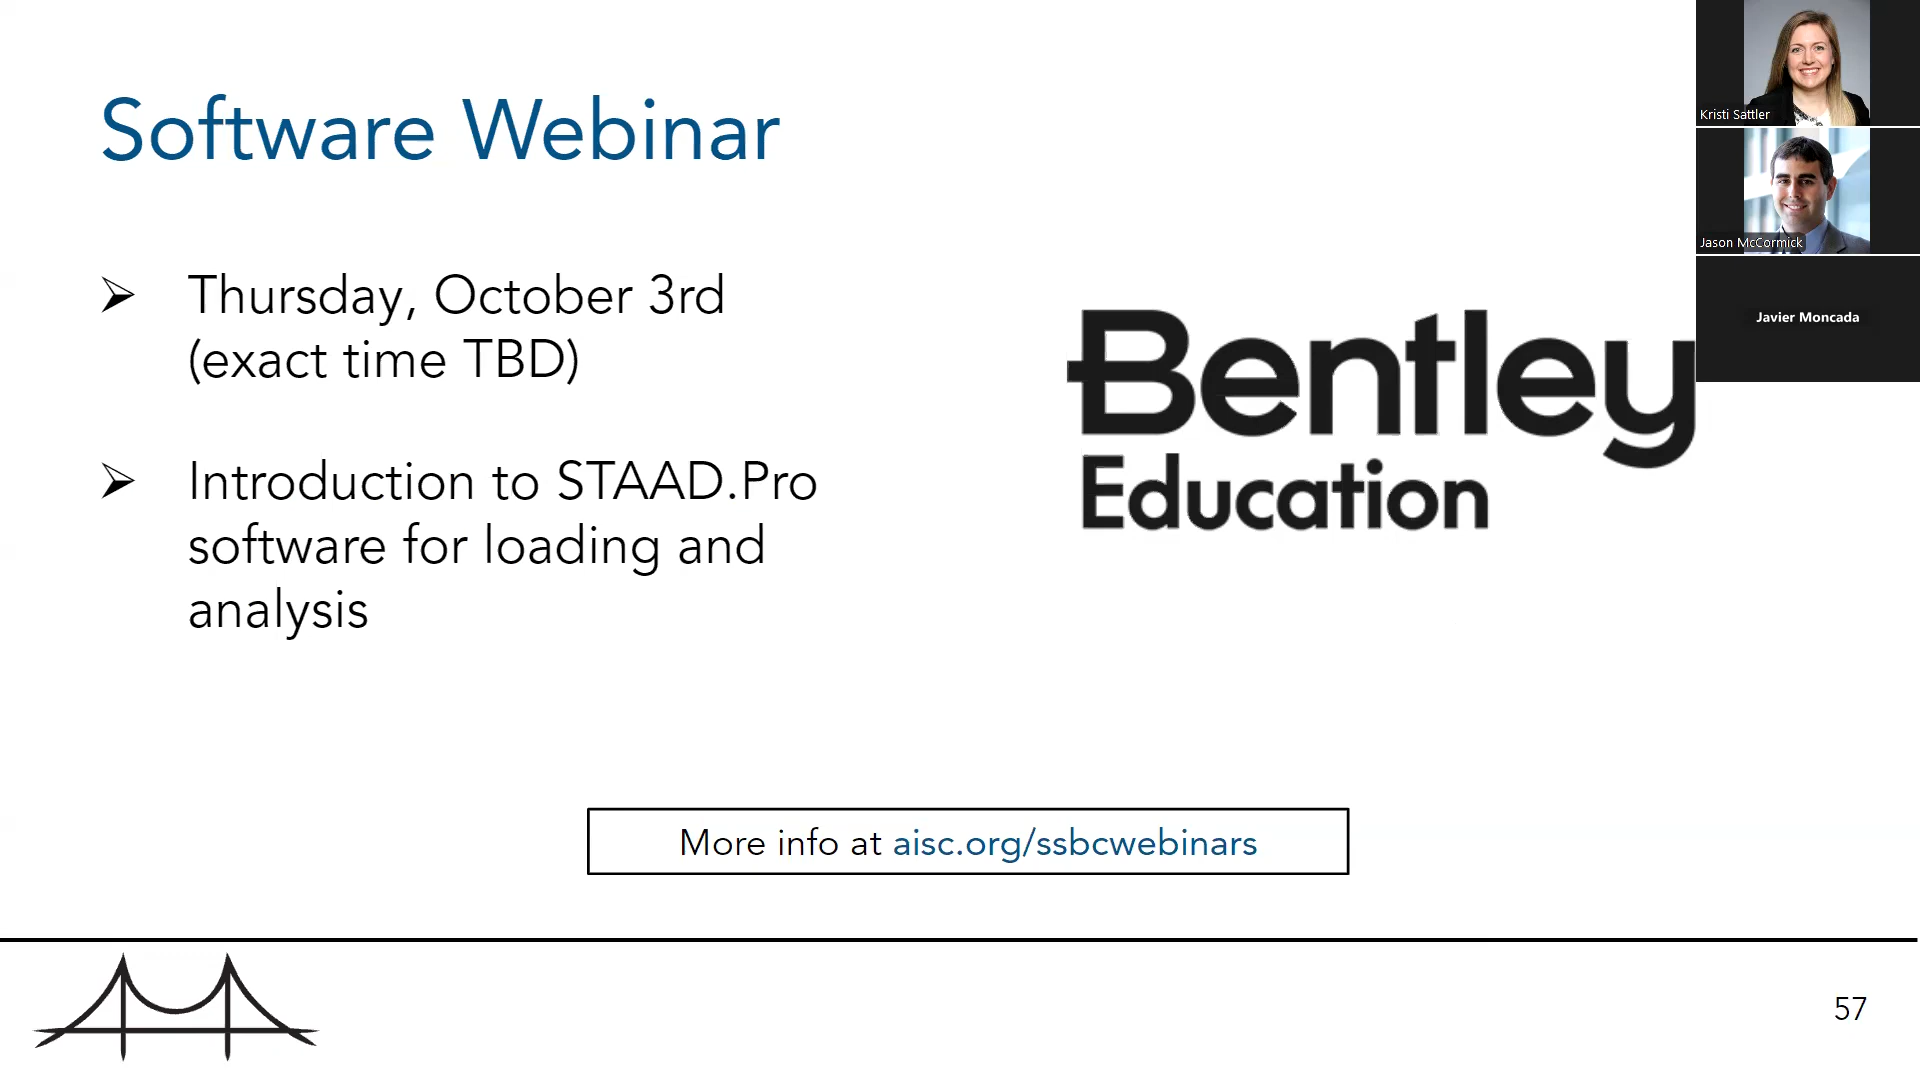 Software Webinar
Thursday, October 3rd
(exact time TBD)
Introduction to STAAD.Pro
software for loading and
analysis
Bentley
Education
More info at aisc.org/ssbcwebinars
57
Kristi Sattler
Jason McCormick
Javier Moncada